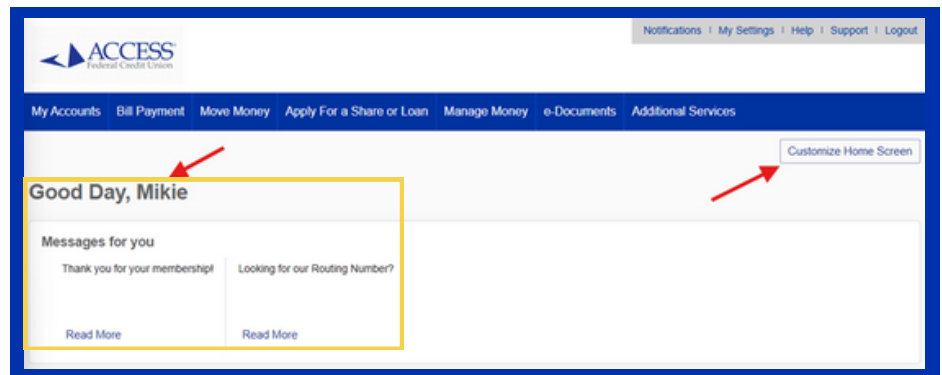 Notifications | My Settings | Help | Support | Logout
ACCESS
Federal Credit Union
My Accounts Bill Payment Move Money Apply For a Share or Loan Manage Money e-Documents Additional Services
Customize Home Screen
Good Day, Mikie
Messages for you
Thank you for your membership! Looking for our Routing Number?
Read More Read More